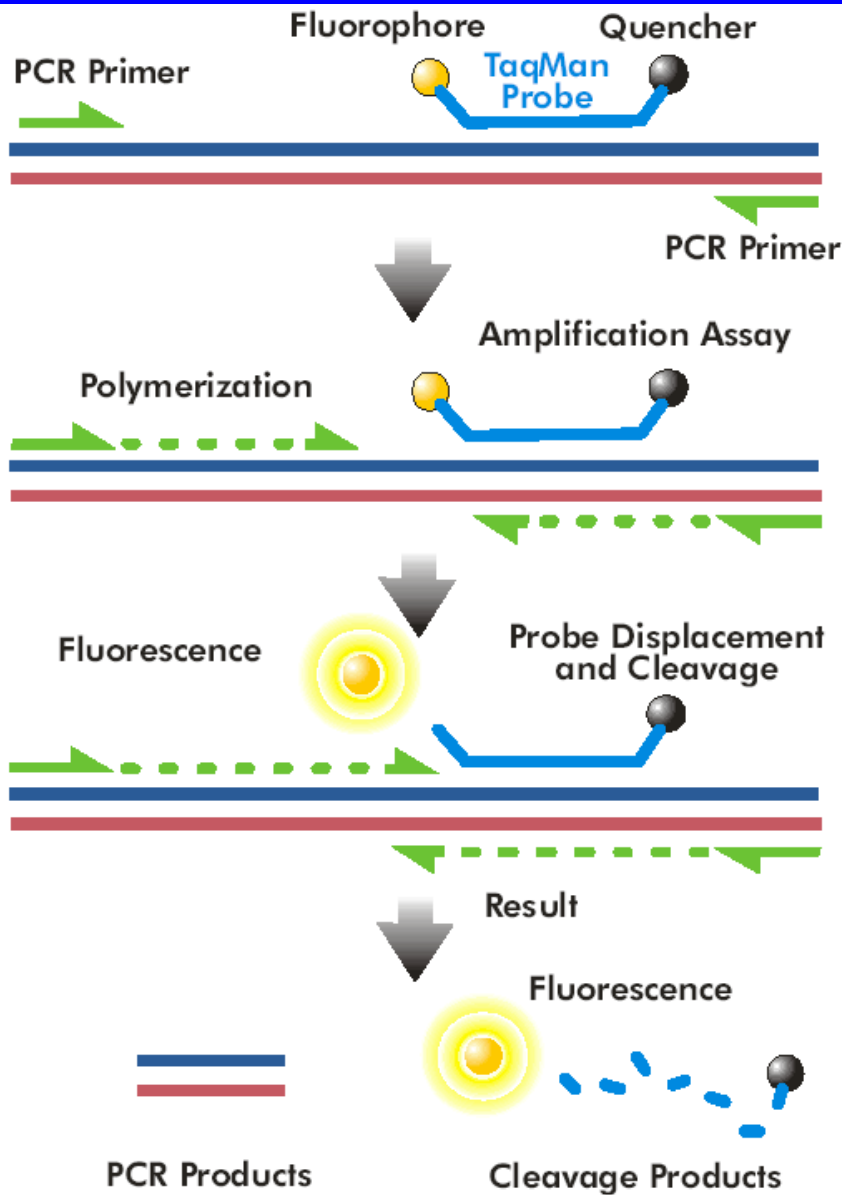 Fluorophore
Quencher
PCR Primer
TaqMan
Probe
PCR Primer
Amplification Assay
Polymerization
Fluorescence
Probe Displacement
and Cleavage
Result
Fluorescence
PCR Products
Cleavage Products